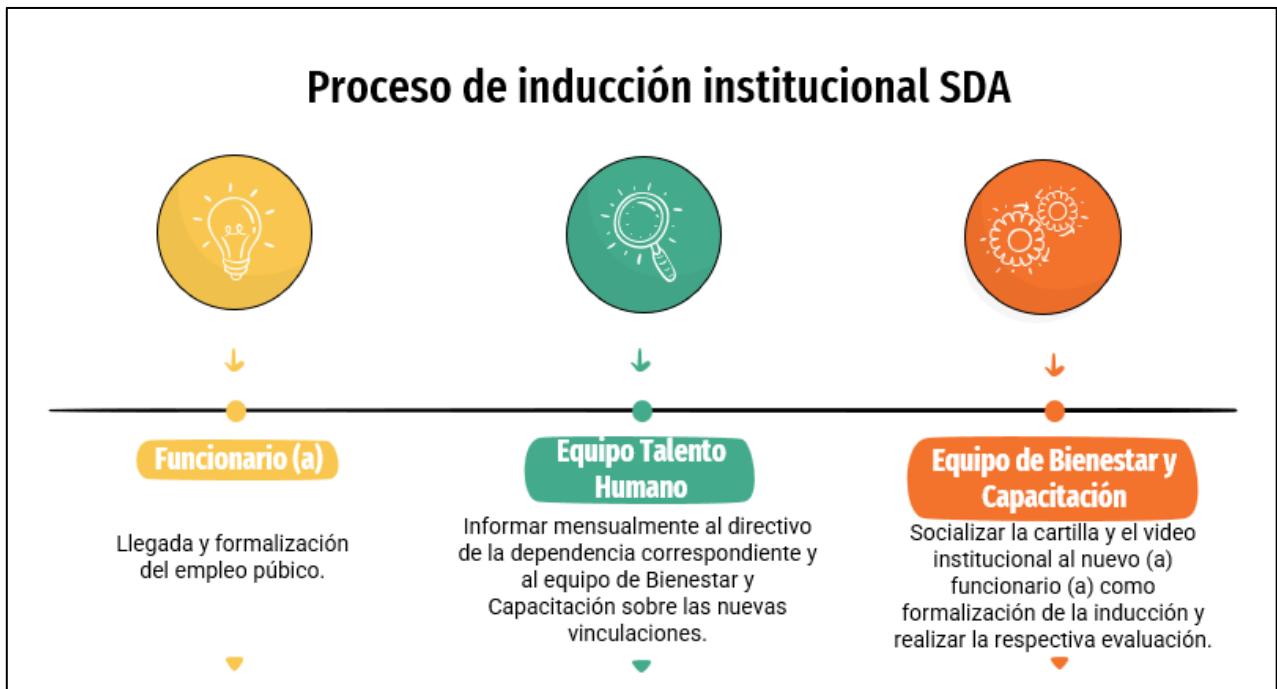 Proceso de inducción institucional SDA
Funcionario (a)
Llegada y formalización
del empleo púbico.
Equipo Talento
Humano
Informar mensualmente al directivo
de la dependencia correspondiente y
al equipo de Bienestar y
Capacitación sobre las nuevas
vinculaciones.
Equipo de Bienestar y
Capacitación
Socializar la cartilla y el video
institucional al nuevo (a)
funcionario (a) como
formalización de la inducción y
realizar la respectiva evaluación.